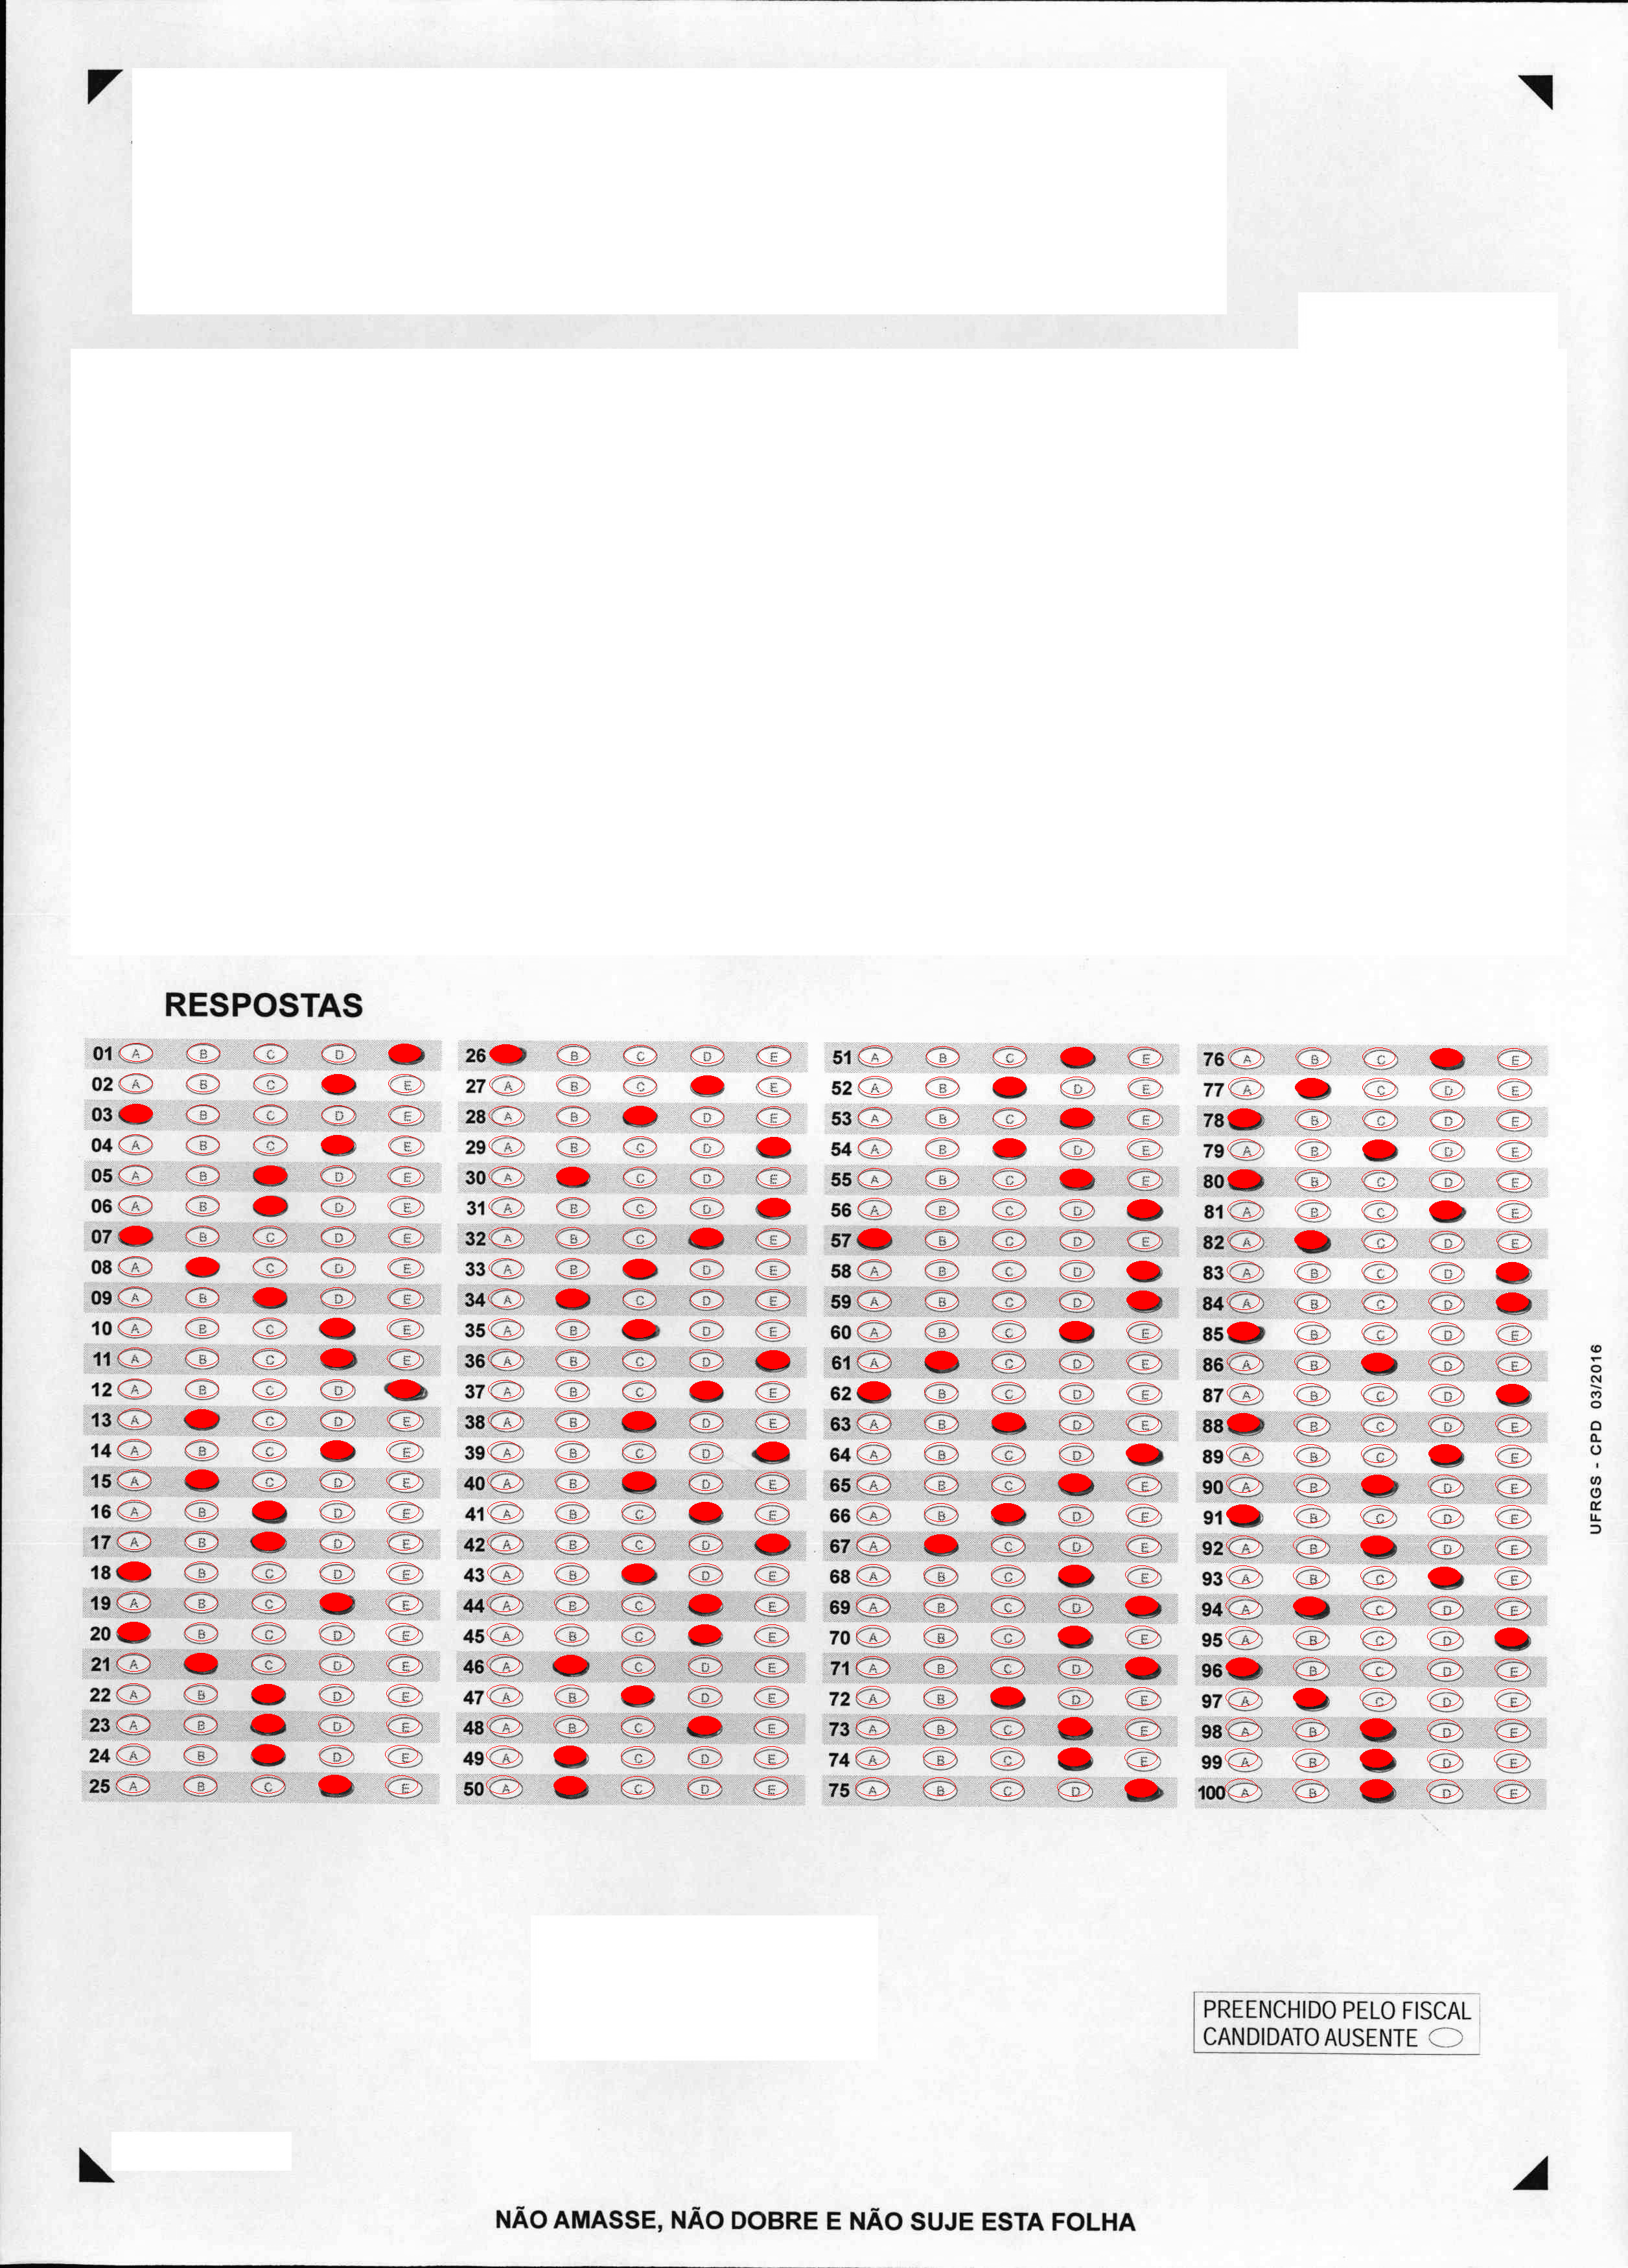 RESPOSTAS
01 A B C D
02 A B C E
03 B C D E
04 A B C E
05 A B D E
06 A B D E
07 B C D E
08 A C D E
09 A B D E
10 A B C E
11 A B C E
12 A B C D
13 A C D E
14 A B C E
15 A C D E
16 A B D E
17 A B D E
18 B C D E
19 A B C E
20 B C D E
21 A C D E
22 A B D E
23 A B D E
24 A B D E
25 A B C E
26 B C D E
27 A B C E
28 A B D E
29 A B C D
30 A C D E
31 A B C D
32 A B C E
33 A B D E
34 A C D E
35 A B D E
36 A B C D
37 A B C E
38 A B D E
39 A B C D
40 A B D E
41 A B C E
42 A B C D
43 A B D E
44 A B C E
45 A B C E
46 A C D E
47 A B D E
48 A B C E
49 A C D E
50 A C D E
51 A B C E
52 A B D E
53 A B C E
54 A B D E
55 A B C E
56 A B C D
57 B C D E
58 A B C D
59 A B C D
60 A B C E
61 A C D E
62 B C D E
63 A B D E
64 A B C D
65 A B C E
66 A B D E
67 A C D E
68 A B C E
69 A B C D
70 A B C E
71 A B C D
72 A B D E
73 A B C E
74 A B C E
75 A B C D
76 A B C E
77 A C D E
78 B C D E
79 A B D E
80 B C D E
81 A B C E
82 A C D E
83 A B C D
84 A B C D
85 B C D E
86 A B D E
87 A B C D
88 B C D E
89 A B C E
90 A B D E
91 B C D E
92 A B D E
93 A B C E
94 A C D E
95 A B C D
96 B C D E
97 A C D E
98 A B D E
99 A B D E
100 A B D E
UFRGS - CPD 03/2016
PREENCHIDO PELO FISCAL
CANDIDATO AUSENTE
NÃO AMASSE, NÃO DOBRE E NÃO SUJE ESTA FOLHA